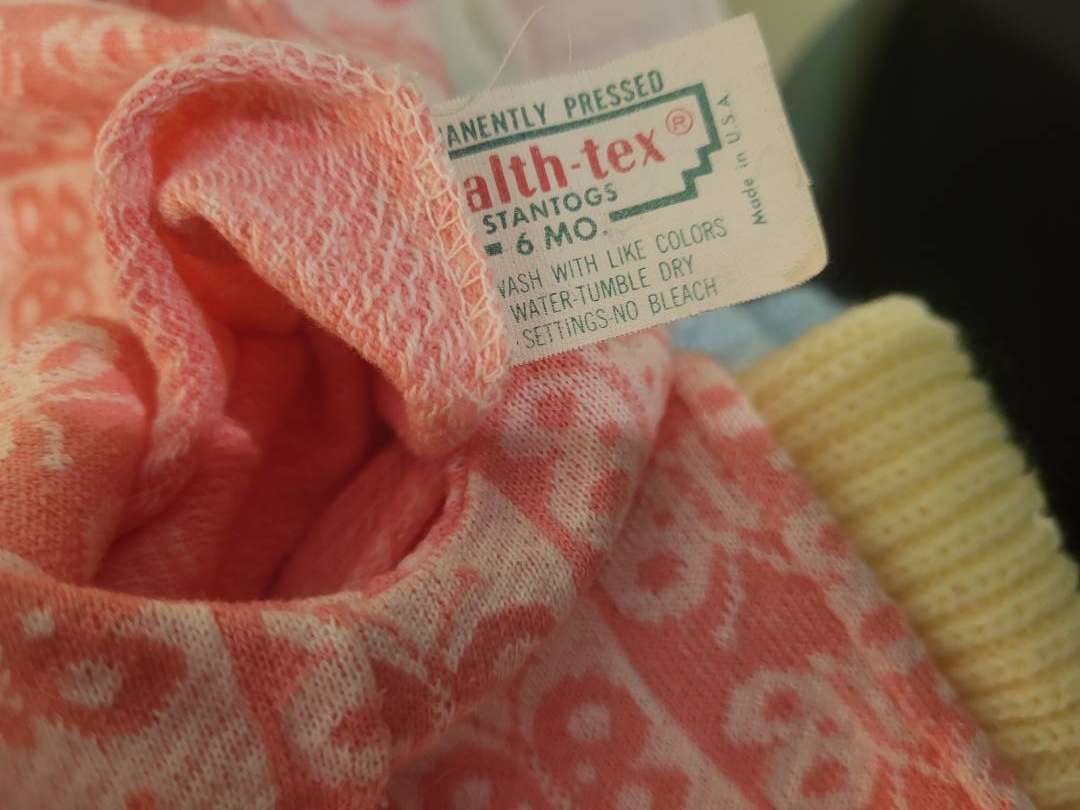 ANENTLY PRESSED
alth-tex®
STANTOGS
6 MO.
WASH WITH LIKE COLORS
WATER-TUMBLE DRY
SETTINGS-NO BLEACH
Made in U.S.A